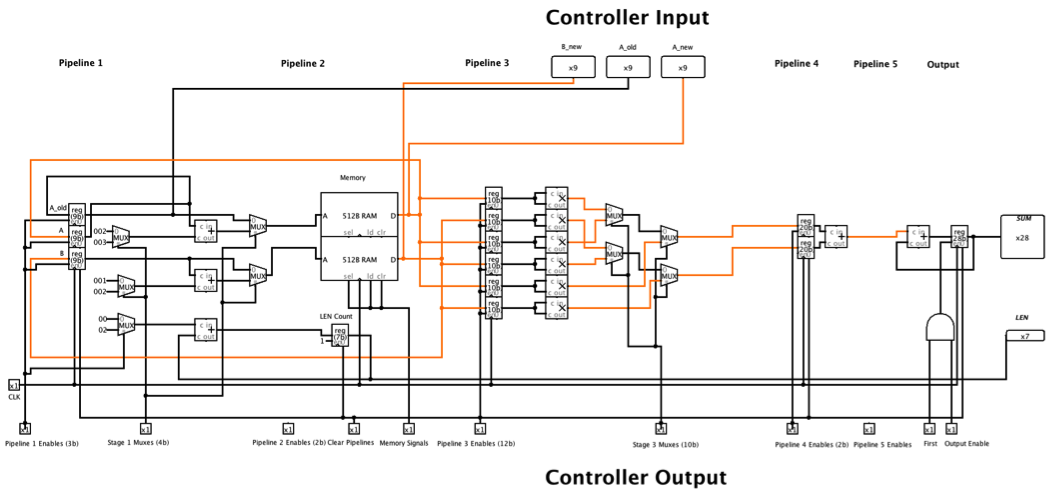 Controller Input
B_new A_old A_new
Pipeline 1 Pipeline 2 Pipeline 3 x9 x9 x9 Pipeline 4 Pipeline 5 Output
Memory
A_old reg (9b)
A reg (9b)
B reg (9b)
002
003
MUX
c in
+
c out
MUX
A 512B RAM D
sel ld clr
A 512B RAM D
sel ld clr
001
002
MUX
c in
+
c out
MUX
00
02
MUX
c in
+
c out
LEN Count
reg (7b)
1
reg 10b
reg 10b
reg 10b
reg 10b
reg 10b
reg 10b
c in
c out
MUX
MUX
MUX
MUX
reg 20b
reg 20b
c in
+
c out
c in
+
c out
reg 28b
SUM
x28
LEN
x7
x1
CLK
x1 x1 x1 x1 x1 x1 x1 x1 x1 x1 x1
Pipeline 1 Enables (3b) Stage 1 Muxes (4b) Pipeline 2 Enables (2b) Clear Pipelines Memory Signals Pipeline 3 Enables (12b) Stage 3 Muxes (10b) Pipeline 4 Enables (2b) Pipeline 5 Enables First Output Enable
Controller Output